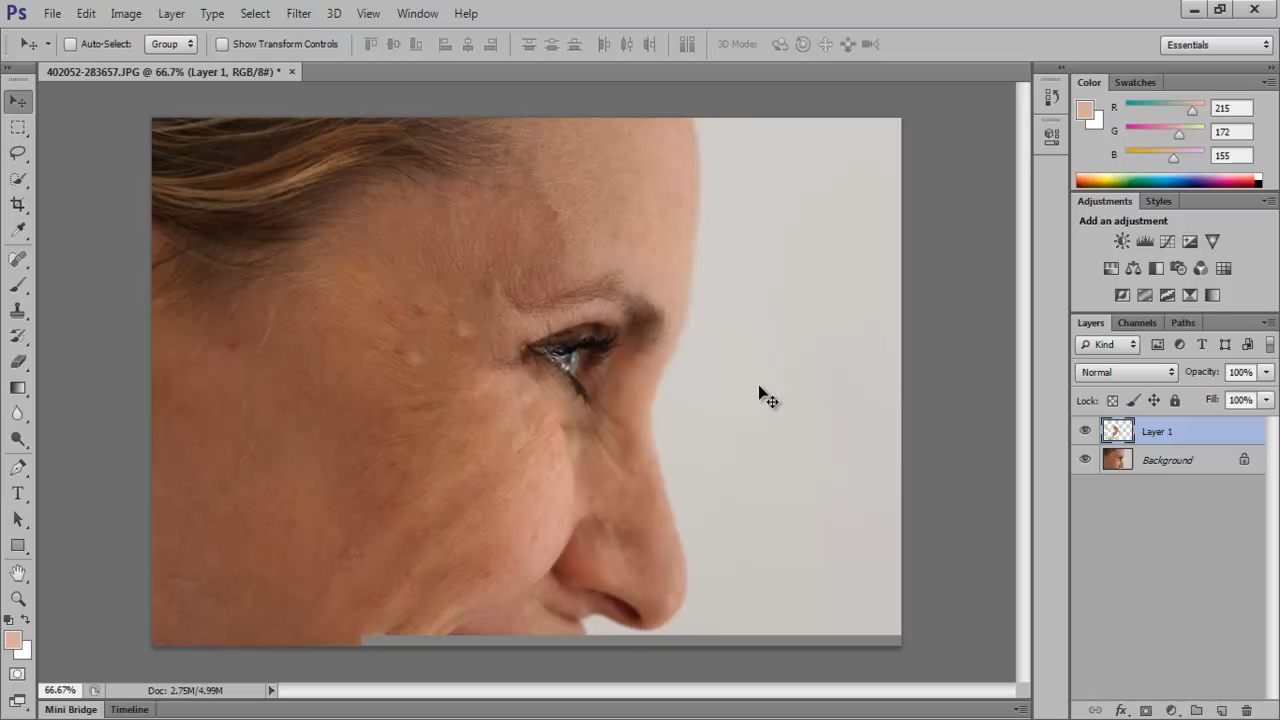 Ps File Edit Image Layer Type Select Filter 3D View Window Help
Auto-Select: Group Show Transform Controls 3D Mode: Essentials
402052-283657.JPG @ 66.7% (Layer 1, RGB/8#) * ×
Color Swatches
R 215
G 172
B 155
Adjustments Styles
Add an adjustment
Layers Channels Paths
Kind
Normal Opacity: 100%
Lock: Fill: 100%
Layer 1
Background
66.67% Doc: 2.75M/4.99M
Mini Bridge Timeline